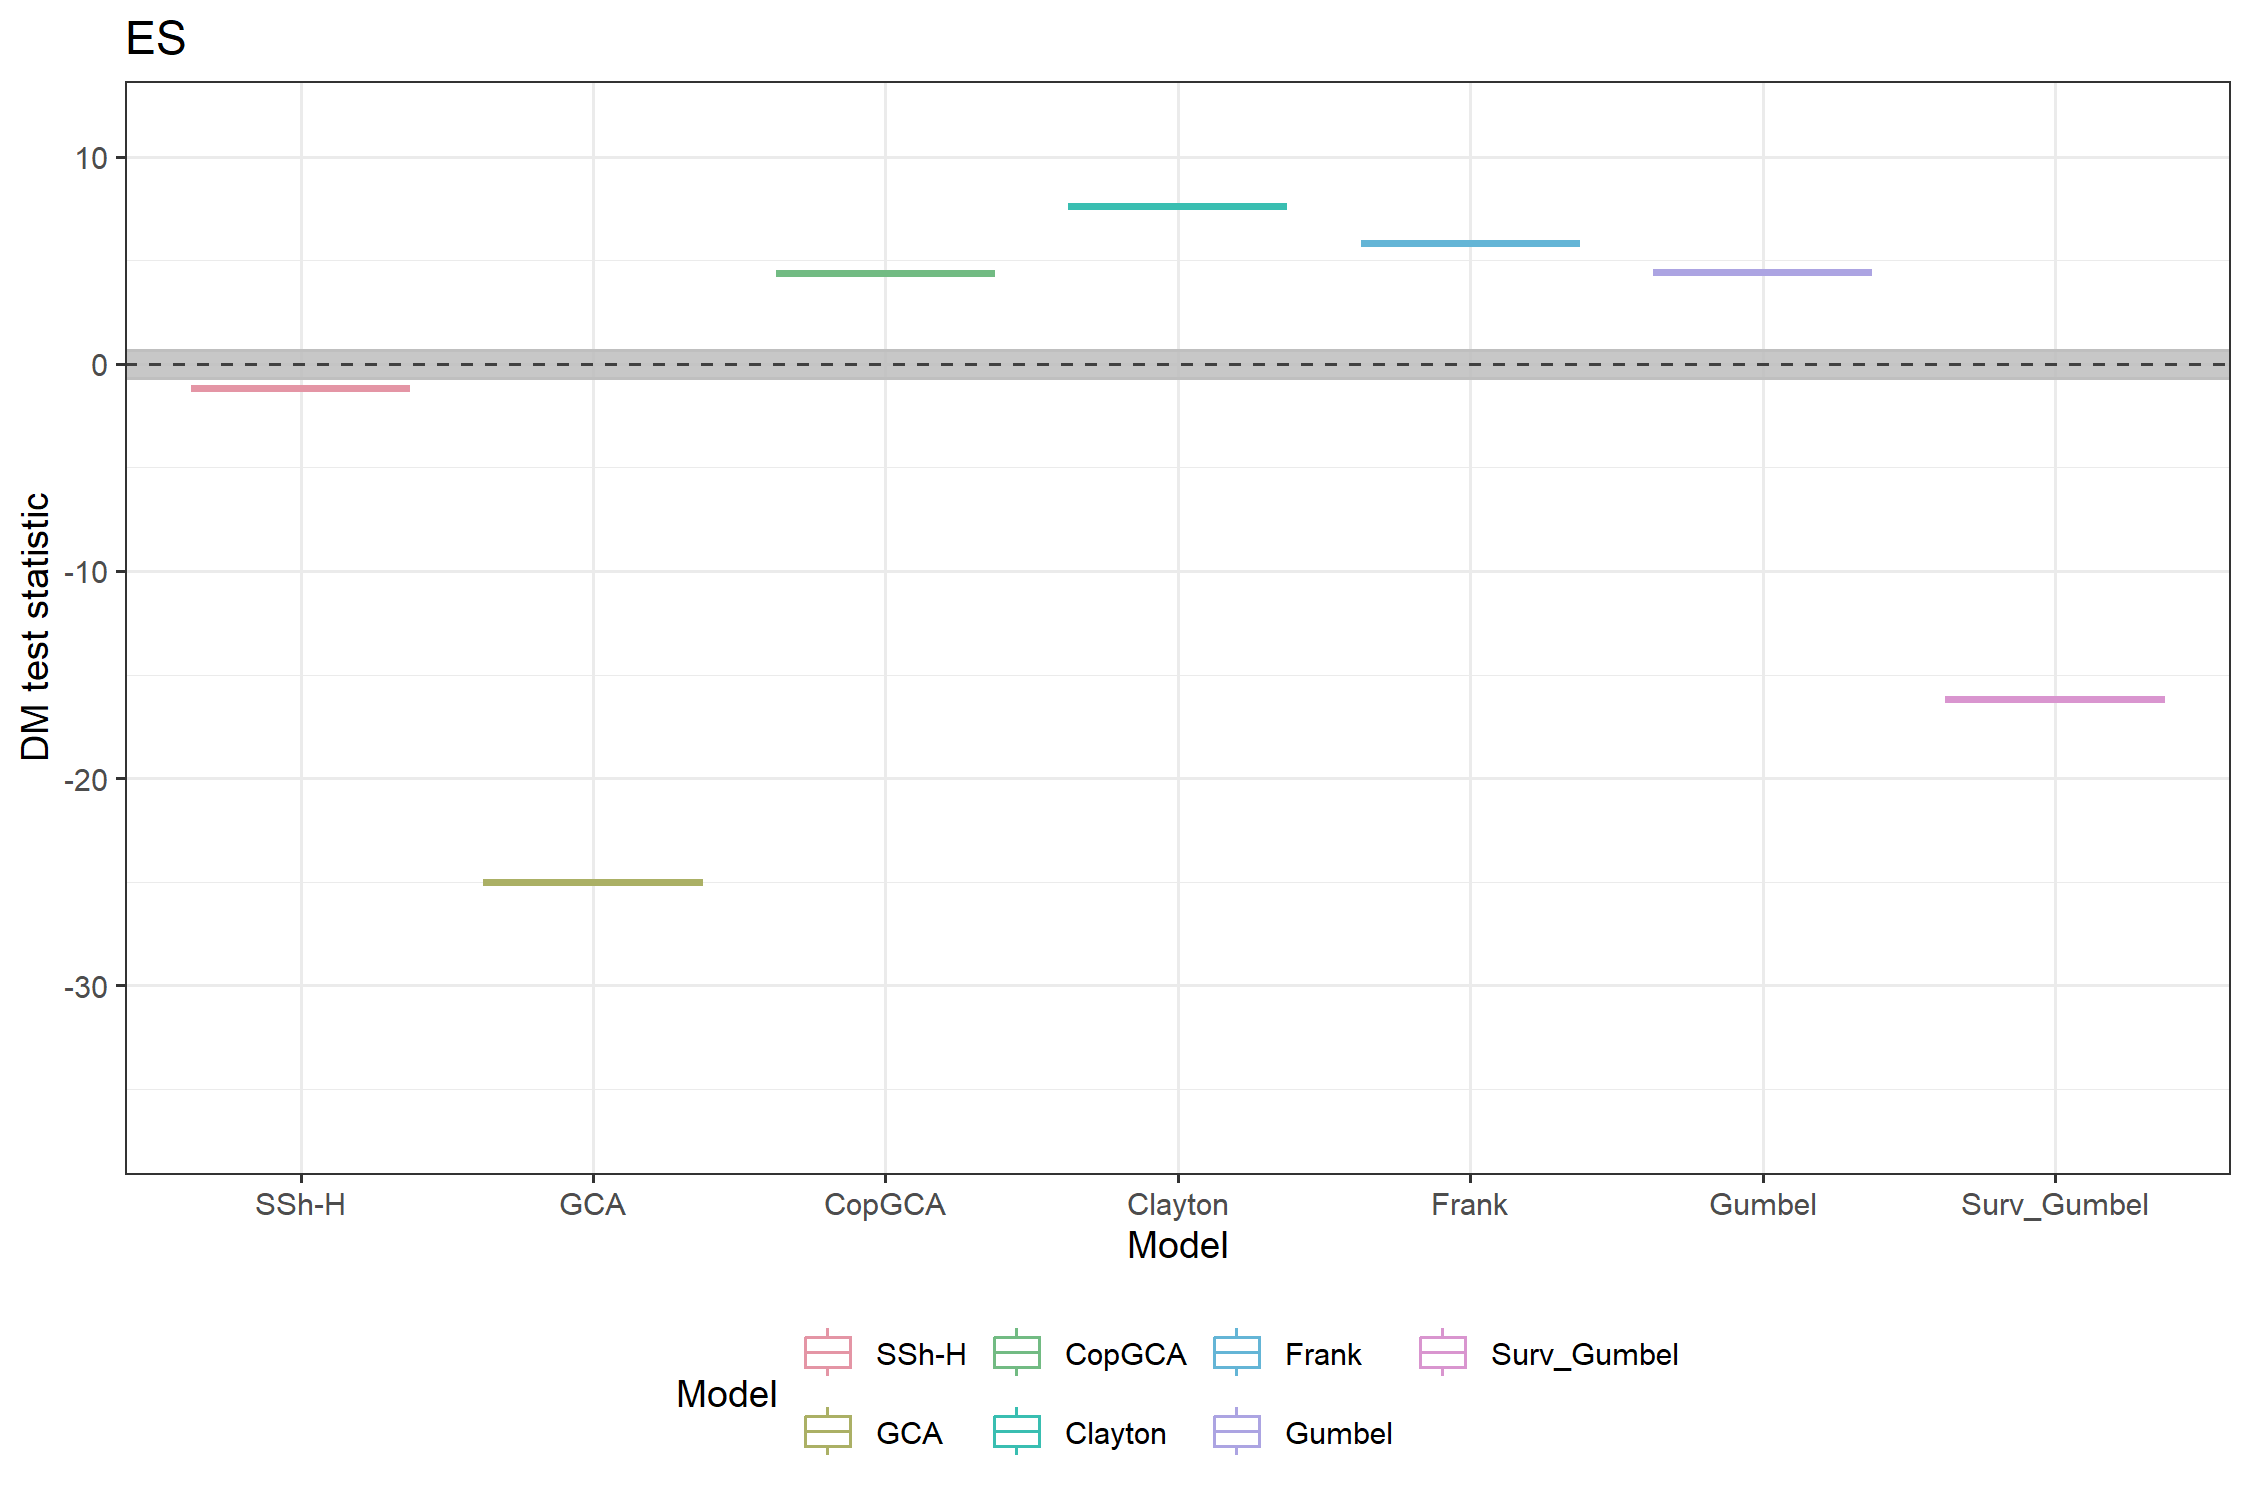 ES
10
0
-10
-20
-30
DM test statistic
SSh-H GCA CopGCA Clayton Frank Gumbel Surv_Gumbel
Model
Model
SSh-H CopGCA Frank Surv_Gumbel
GCA Clayton Gumbel